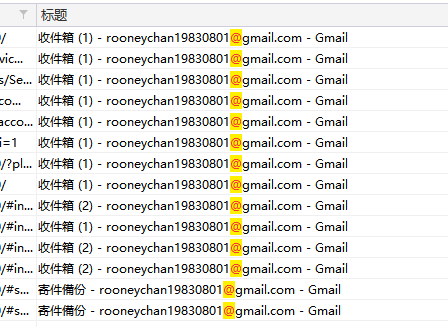 标题
/ 收件箱 (1) - rooneychan19830801@gmail.com - Gmail
vic... 收件箱 (1) - rooneychan19830801@gmail.com - Gmail
s/Se... 收件箱 (1) - rooneychan19830801@gmail.com - Gmail
co... 收件箱 (1) - rooneychan19830801@gmail.com - Gmail
acco... 收件箱 (1) - rooneychan19830801@gmail.com - Gmail
i=1 收件箱 (1) - rooneychan19830801@gmail.com - Gmail
/?pl... 收件箱 (1) - rooneychan19830801@gmail.com - Gmail
/ 收件箱 (1) - rooneychan19830801@gmail.com - Gmail
/#in... 收件箱 (2) - rooneychan19830801@gmail.com - Gmail
/#in... 收件箱 (1) - rooneychan19830801@gmail.com - Gmail
/#in... 收件箱 (2) - rooneychan19830801@gmail.com - Gmail
/#in... 收件箱 (2) - rooneychan19830801@gmail.com - Gmail
/#s... 寄件備份 - rooneychan19830801@gmail.com - Gmail
/#s... 寄件備份 - rooneychan19830801@gmail.com - Gmail